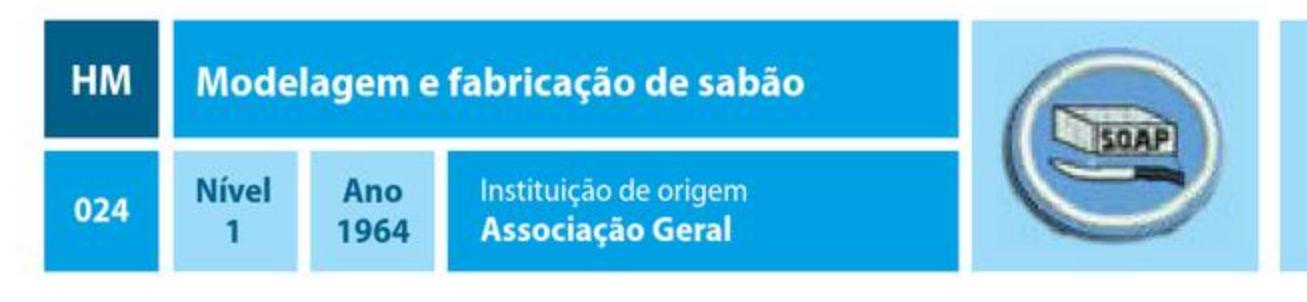 HM
Modelagem e fabricação de sabão
024
Nível
1
Ano
1964
Instituição de origem
Associação Geral
SOAP